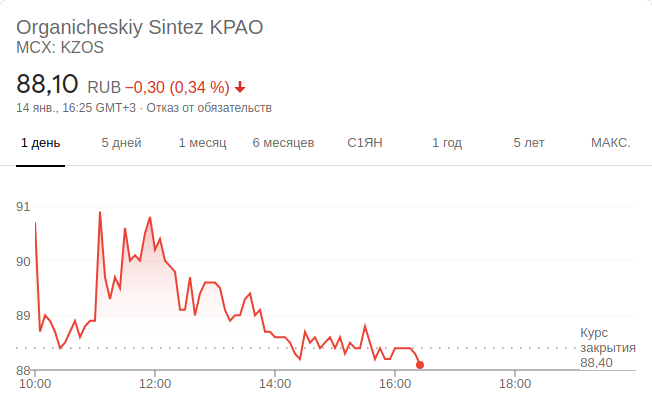 Organicheskiy Sintez KPAO
MCX: KZOS
88,10 RUB −0,30 (0,34 %)
14 янв., 16:25 GMT+3 · Отказ от обязательств
1 день 5 дней 1 месяц 6 месяцев С1ЯН 1 год 5 лет МАКС.
91
90
89
88
Курс
закрытия
88,40
10:00 12:00 14:00 16:00 18:00